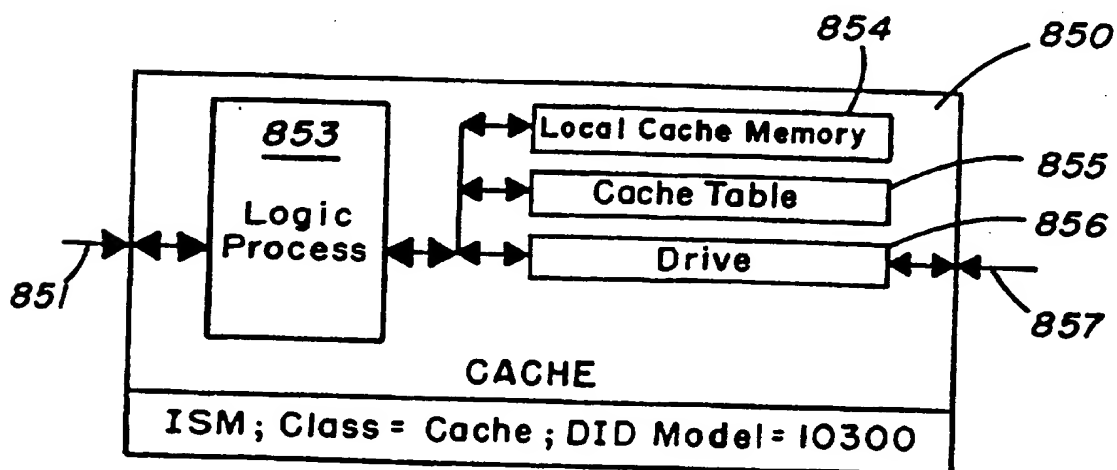 854
850
853
Logic
Process
Local Cache Memory
Cache Table
Drive
855
856
851
857
CACHE
ISM; Class = Cache; DID Model = 10300